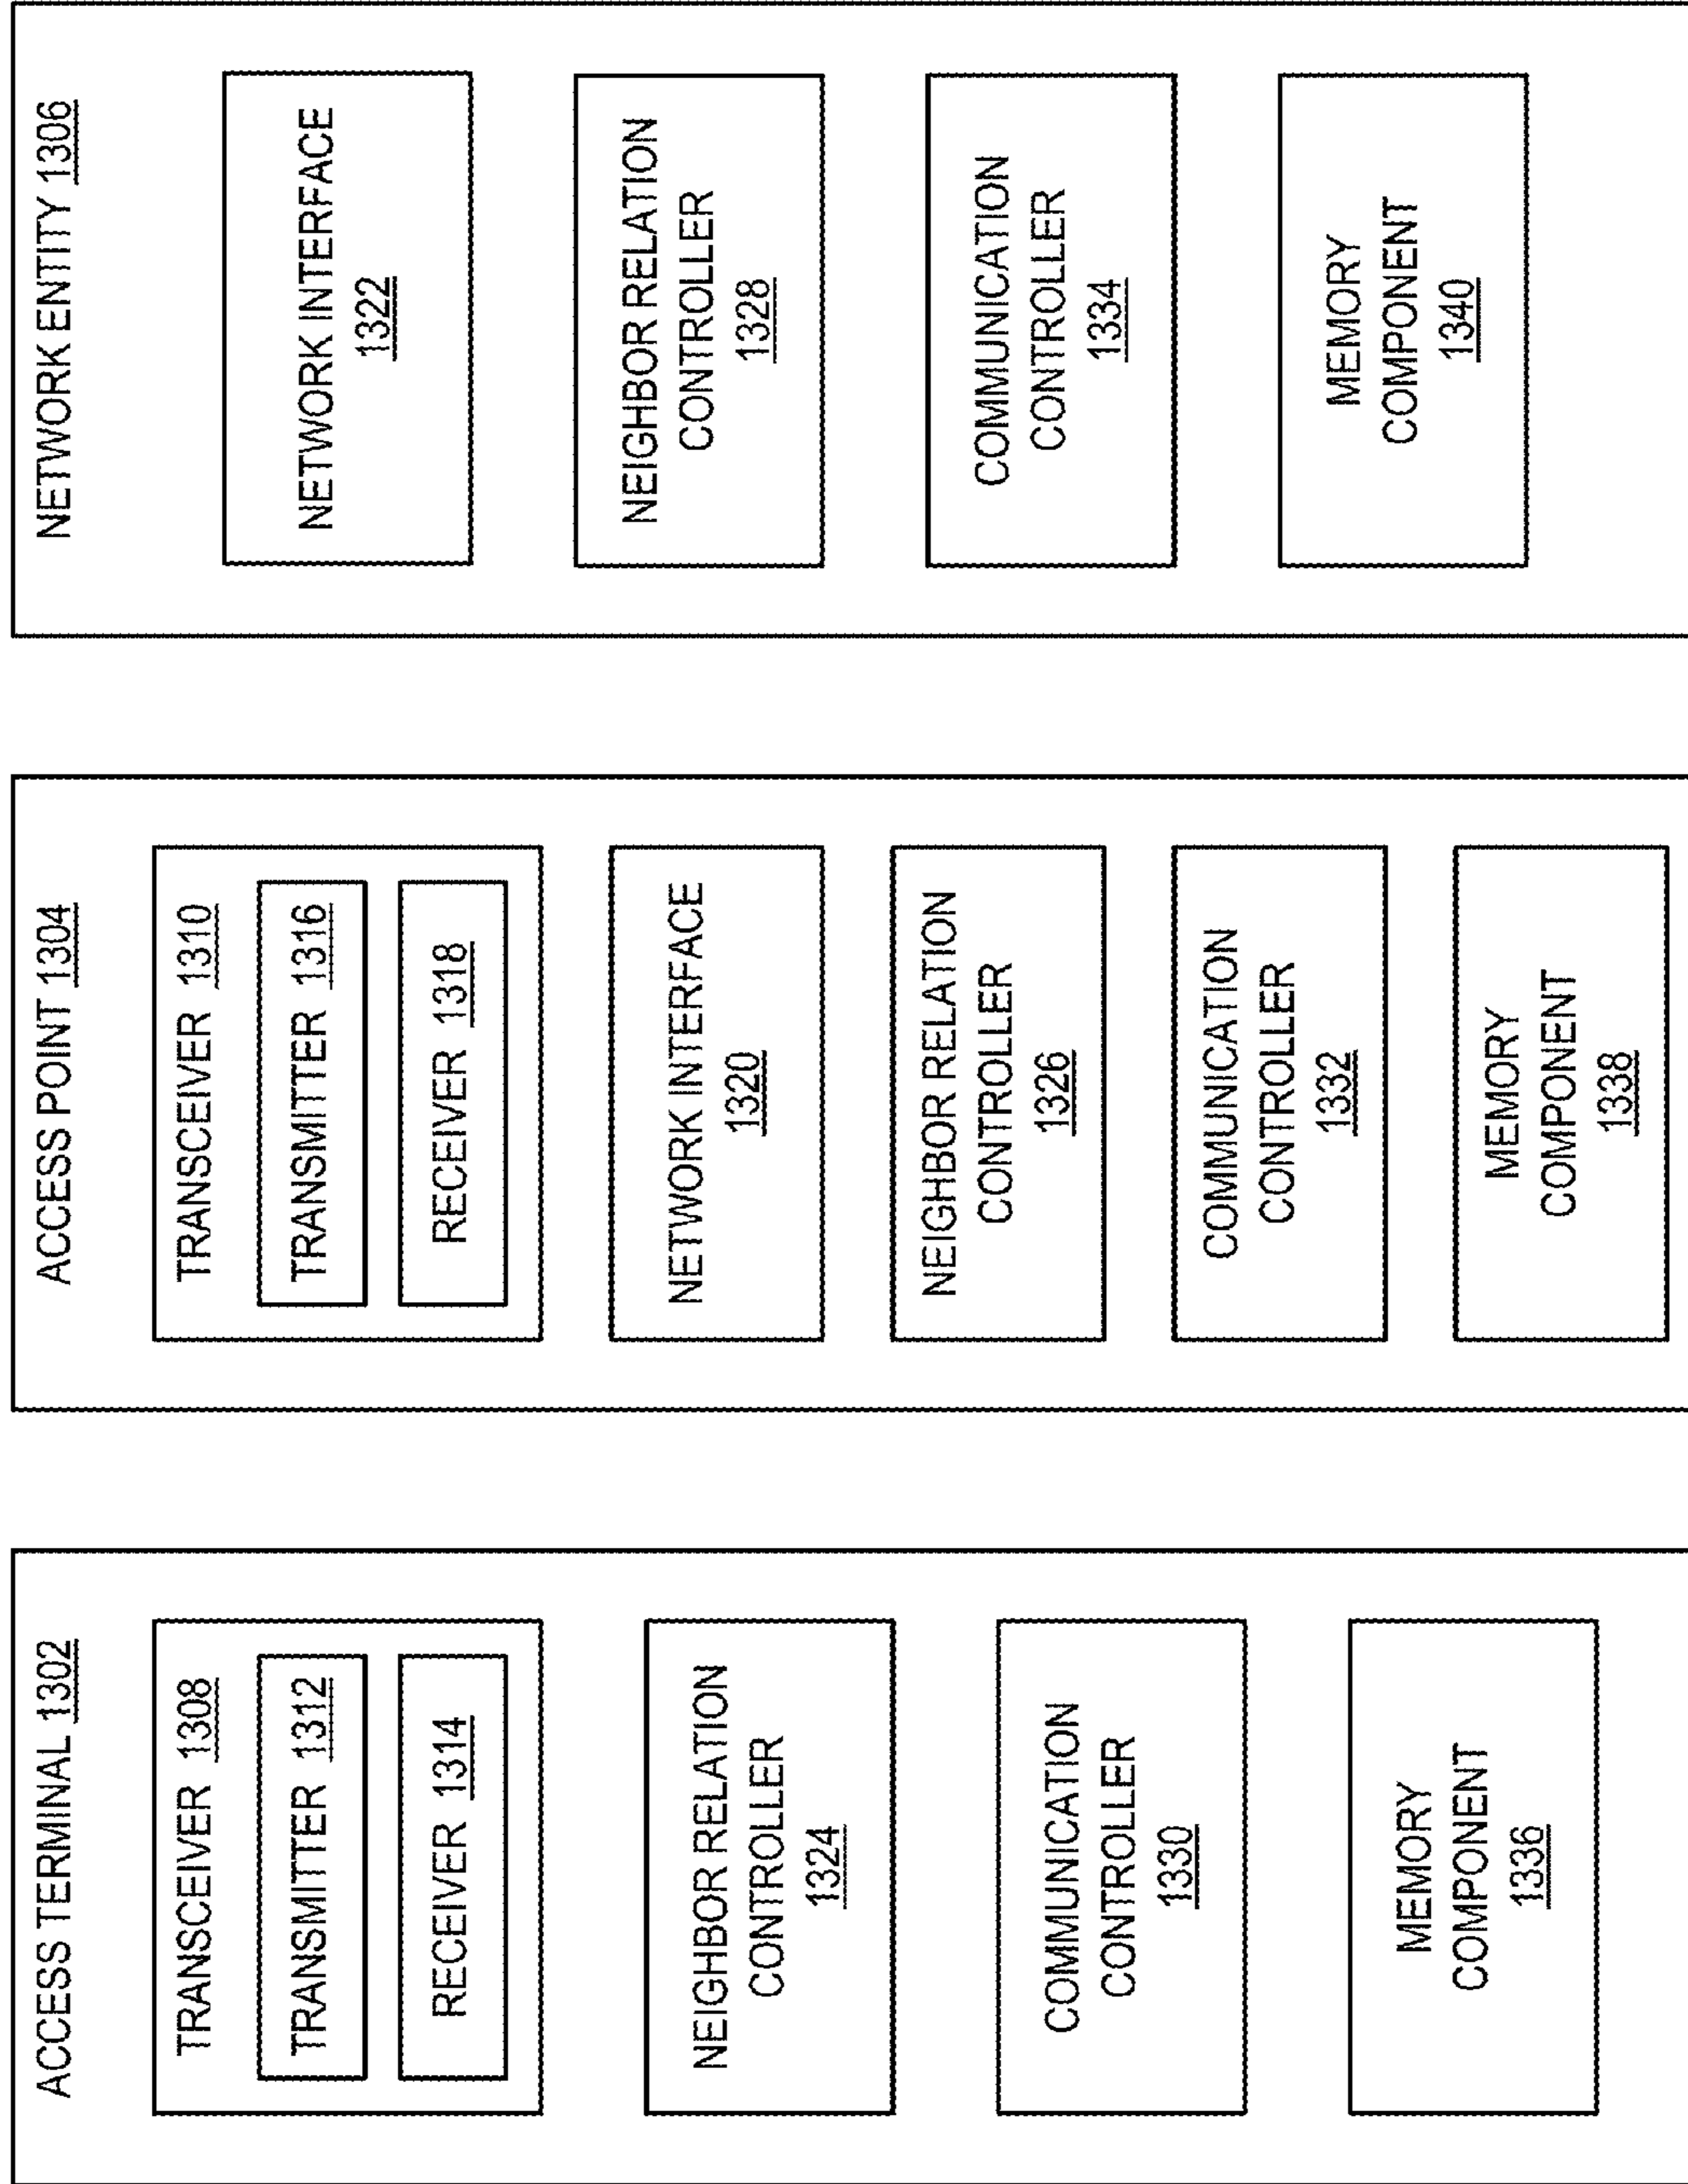 ACCESS TERMINAL 1302
TRANSCEIVER 1308
TRANSMITTER 1312
RECEIVER 1314
NEIGHBOR RELATION
CONTROLLER
1324
COMMUNICATION
CONTROLLER
1330
MEMORY
COMPONENT
1336
ACCESS POINT 1304
TRANSCEIVER 1310
TRANSMITTER 1316
RECEIVER 1318
NETWORK INTERFACE
1320
NEIGHBOR RELATION
CONTROLLER
1326
COMMUNICATION
CONTROLLER
1332
MEMORY
COMPONENT
1338
NETWORK ENTITY 1306
NETWORK INTERFACE
1322
NEIGHBOR RELATION
CONTROLLER
1328
COMMUNICATION
CONTROLLER
1334
MEMORY
COMPONENT
1340